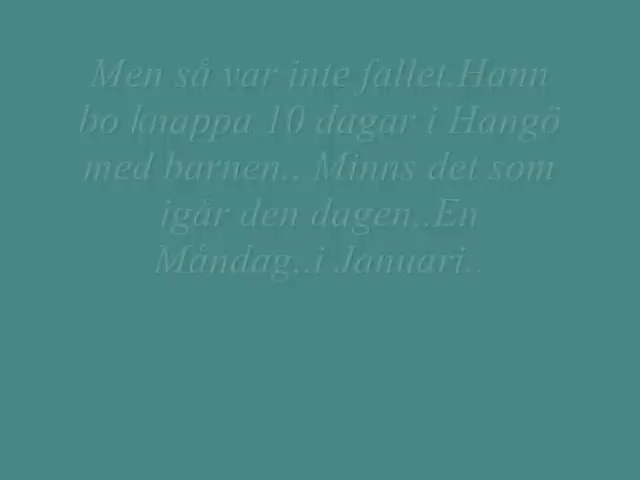 Men så var inte fallet.Hann
bo knappa 10 dagar i Hangö
med barnen.. Minns det som
igår den dagen..En
Måndag,.i Januari..